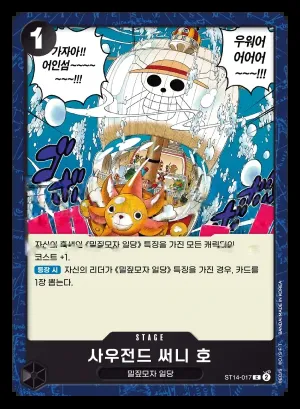 1
가자아!!
어인섬~~~~
~~~!!!
우워어
어어어
~~!!!
자신의 흑색의 《밀짚모자 일당》 특징을 가진 모든 캐릭터의
코스트 +1.
등장 시 자신의 리더가 《밀짚모자 일당》 특징을 가진 경우, 카드를
1장 뽑는다.
STAGE
사우전드 써니 호
밀짚모자 일당
ST14-017 C
2